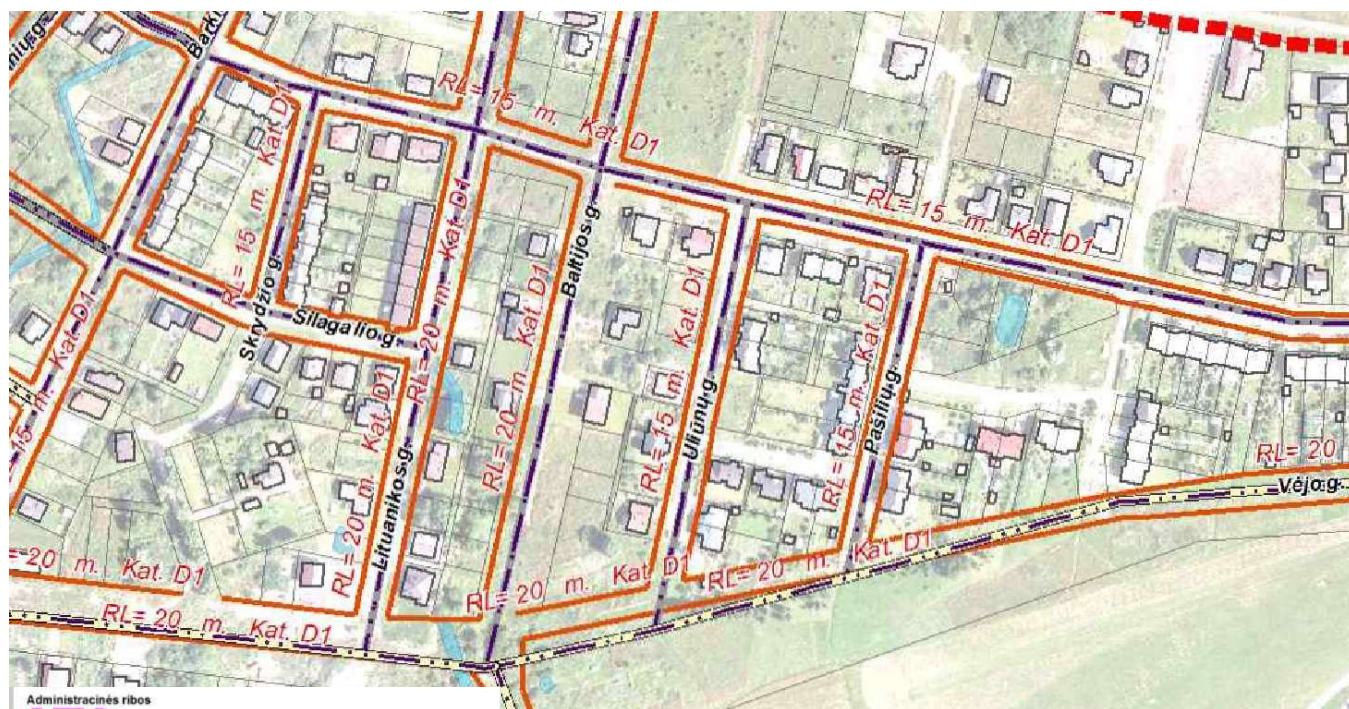 RL= 15 m. Kat. D1
RL= 15 m. Kat. D1
RL= 15 m. Kat. D1
Skrydžio g.
Silagalio g.
RL= 20 m. Kat. D1
RL= 20 m. Kat. D1
Baltijos g.
RL= 15 m. Kat. D1
Uliūnų g.
RL= 15 m. Kat. D1
Pašilių g.
Kat. D1
RL= 20 m. Kat. D1
Lituanikos g.
RL= 20
Vėjo g.
RL= 20 m. Kat. D1
RL= 20 m. Kat. D1
= 20 m. Kat. D1
RL= 20 m. Kat. D1
Administracinės ribos